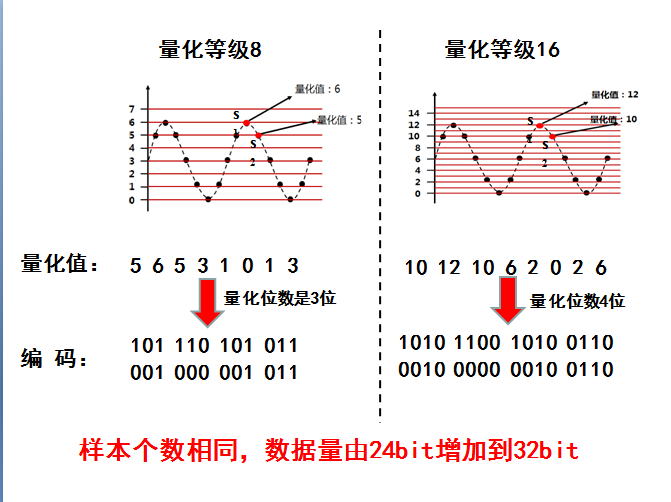 量化等级8
量化等级16
量化值：6
量化值：5
S
1
S
2
7
6
5
4
3
2
1
0
量化值：12
量化值：10
S
1
S
2
14
12
10
8
6
4
2
0
量化值： 5 6 5 3 1 0 1 3
10 12 10 6 2 0 2 6
量化位数是3位
量化位数4位
编 码： 101 110 101 011
001 000 001 011
1010 1100 1010 0110
0010 0000 0010 0110
样本个数相同，数据量由24bit增加到32bit